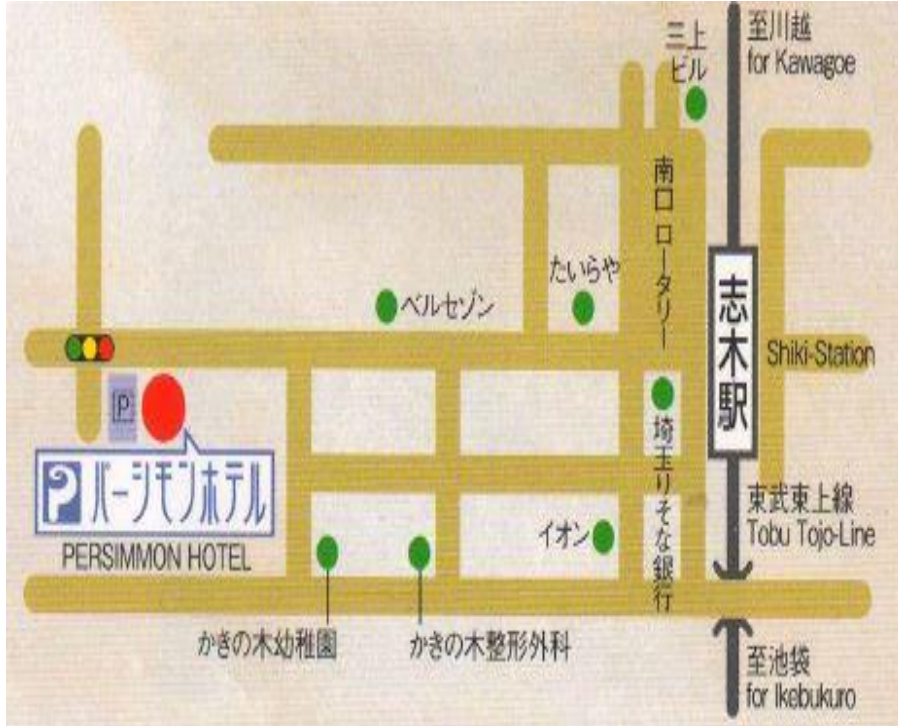 至川越
for Kawagoe
三上
ビル
南口ロータリー
たいらや
ベルセゾン
志木駅
Shiki-Station
P
埼玉りそな銀行
パーシモンホテル
PERSIMMON HOTEL
イオン
東武東上線
Tobu Tojo-Line
かきの木幼稚園
かきの木整形外科
至池袋
for Ikebukuro